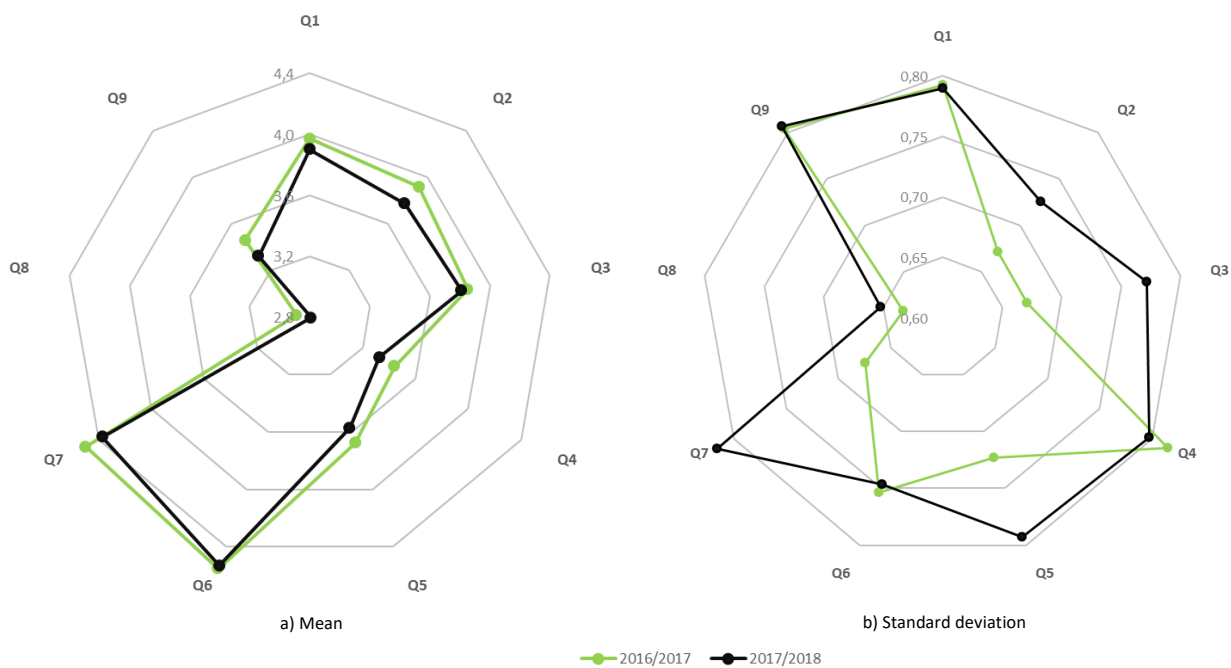 Q1
4,4
Q9
Q2
4,0
3,6
Q8
3,2
Q3
2,8
Q7
Q4
Q6
Q5
a) Mean
Q1
0,80
Q9
Q2
0,75
0,70
Q8
0,65
Q3
0,60
Q7
Q4
Q6
Q5
b) Standard deviation
2016/2017
2017/2018